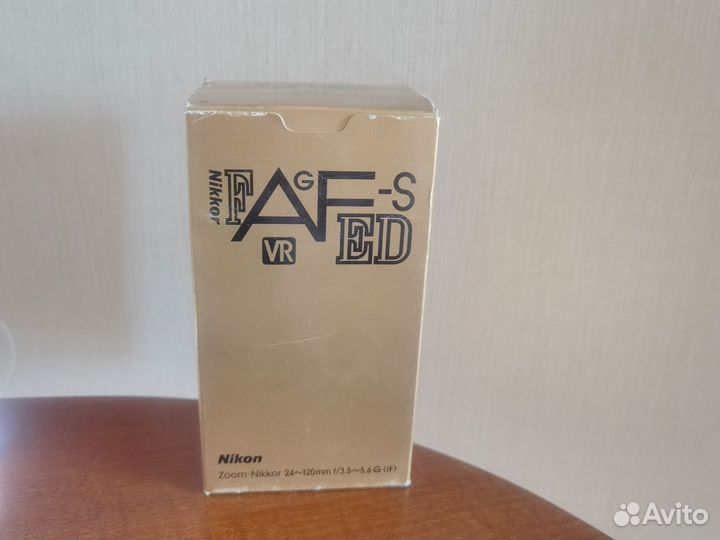 Nikkor
F AF-S
G
VR ED
Nikon
Zoom-Nikkor 24~120mm f/3.5~5.6 G (IF)
Avito